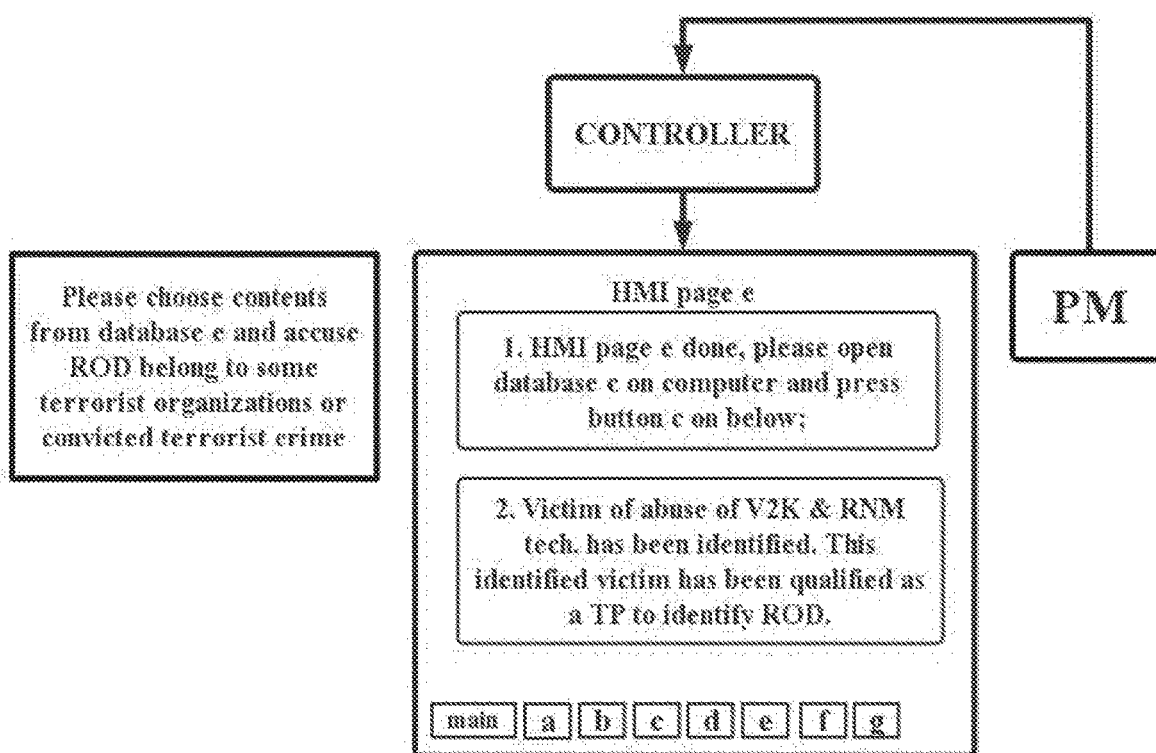 CONTROLLER
Please choose contents
from database e and accuse
ROD belong to some
terrorist organizations or
convicted terrorist crime
HMI page e
1. HMI page e done, please open
database c on computer and press
button c on below;
2. Victim of abuse of V2K & RNM
tech. has been identified. This
identified victim has been qualified as
a TP to identify ROD.
main a b c d e f g
PM